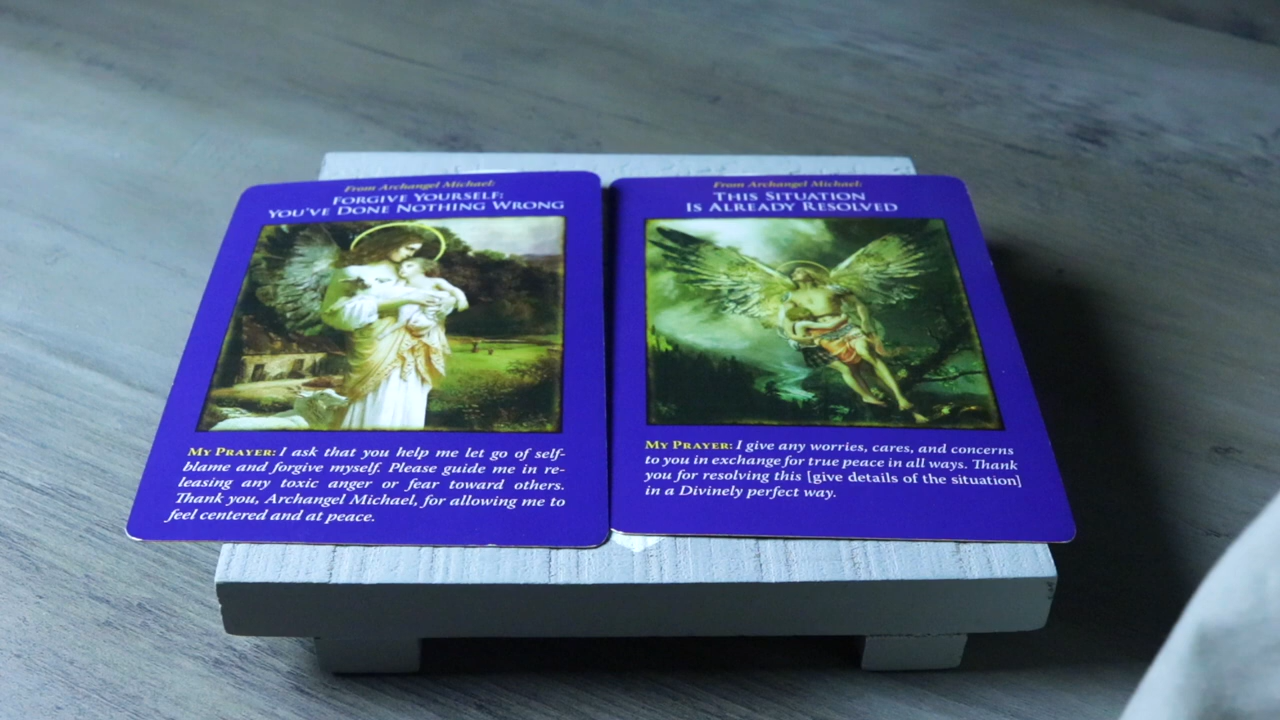 From Archangel Michael:
FORGIVE YOURSELF:
YOU'VE DONE NOTHING WRONG
MY PRAYER: I ask that you help me let go of self-
blame and forgive myself. Please guide me in re-
leasing any toxic anger or fear toward others.
Thank you, Archangel Michael, for allowing me to
feel centered and at peace.
From Archangel Michael:
THIS SITUATION
IS ALREADY RESOLVED
MY PRAYER: I give any worries, cares, and concerns
to you in exchange for true peace in all ways. Thank
you for resolving this [give details of the situation]
in a Divinely perfect way.